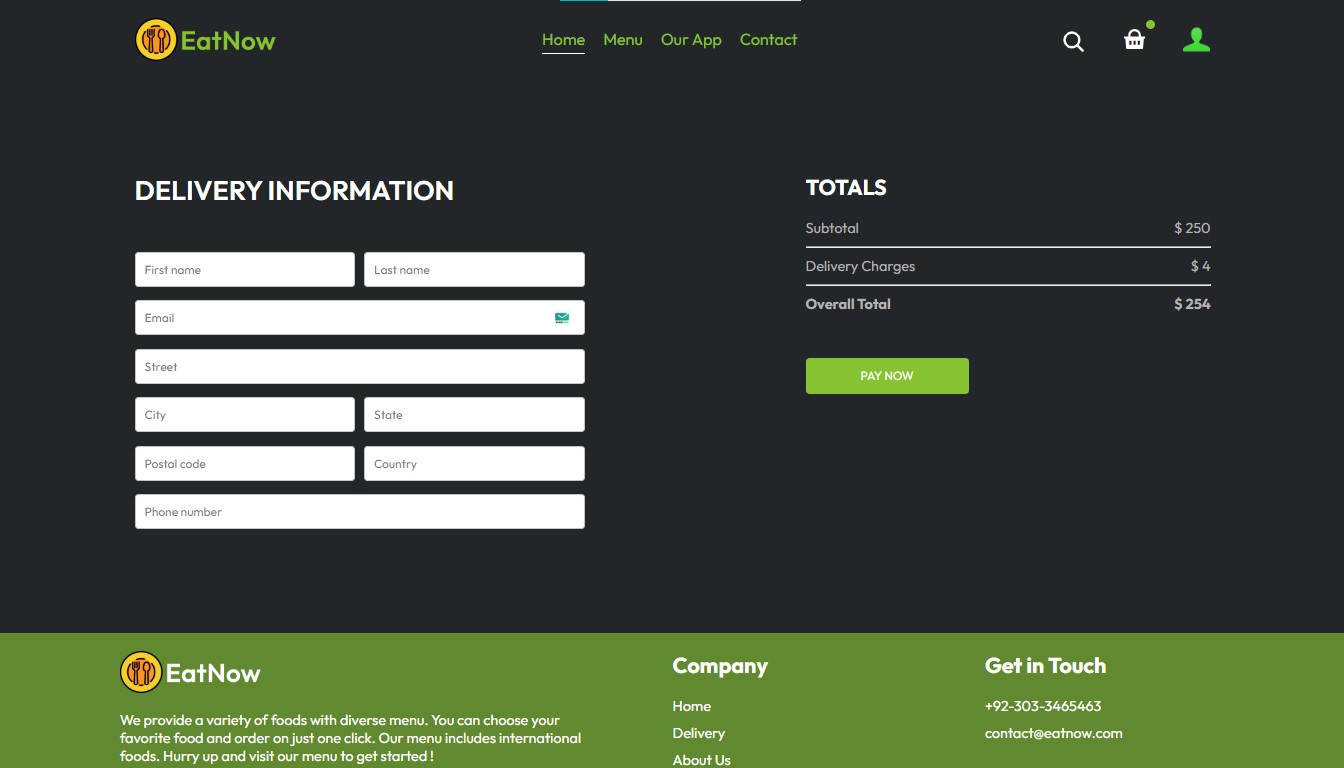 EatNow
Home Menu Our App Contact
DELIVERY INFORMATION
First name Last name
Email
Street
City State
Postal code Country
Phone number
TOTALS
Subtotal $ 250
Delivery Charges $ 4
Overall Total $ 254
PAY NOW
EatNow
We provide a variety of foods with diverse menu. You can choose your
favorite food and order on just one click. Our menu includes international
foods. Hurry up and visit our menu to get started !
Company
Home
Delivery
About Us
Get in Touch
+92-303-3465463
contact@eatnow.com